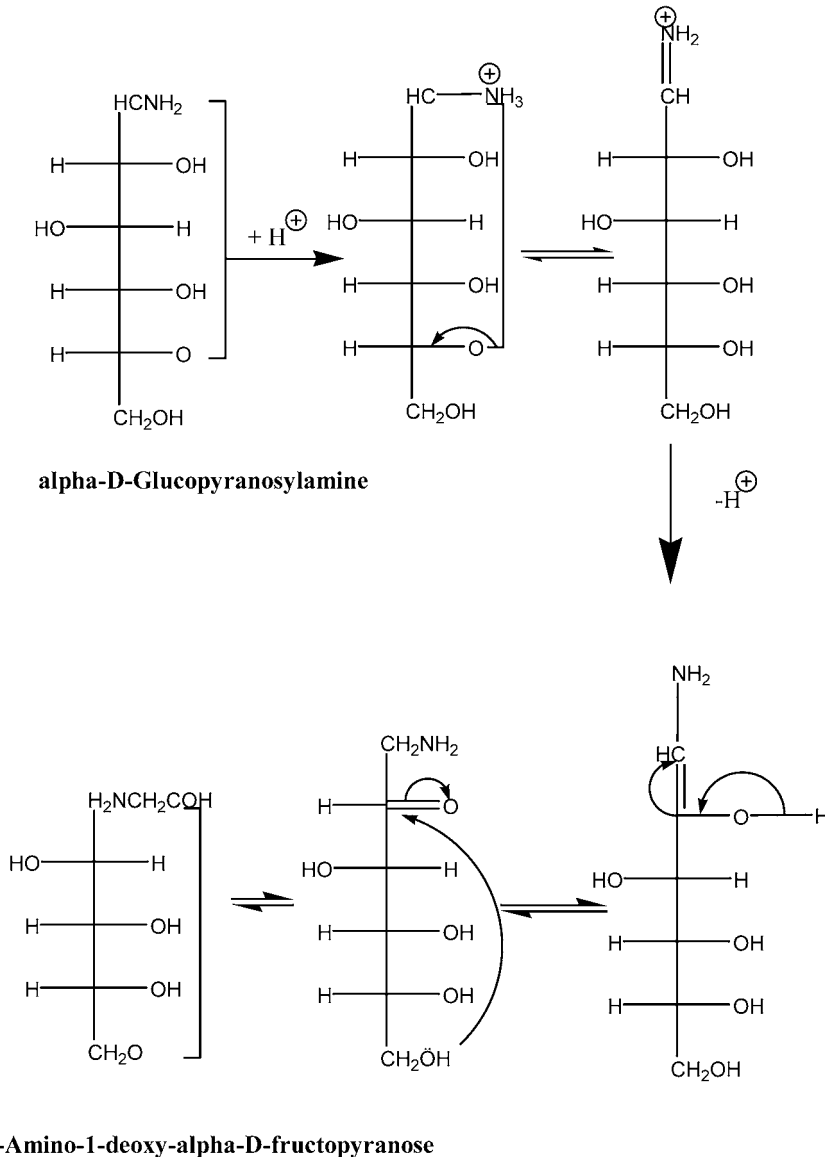 HCNH₂
H OH
HO H
H OH
H O
CH₂OH
+ H⊕
⊕
HC NH₃
H OH
HO H
H OH
H O
CH₂OH
⊕
NH₂
CH
H OH
HO H
H OH
H OH
CH₂OH
alpha-D-Glucopyranosylamine
-H⊕
H₂NCH₂COH
HO H
H OH
H OH
CH₂O
CH₂NH₂
H O
HO H
H OH
H OH
CH₂ÖH
NH₂
HC
O H
HO H
H OH
H OH
CH₂OH
-Amino-1-deoxy-alpha-D-fructopyranose